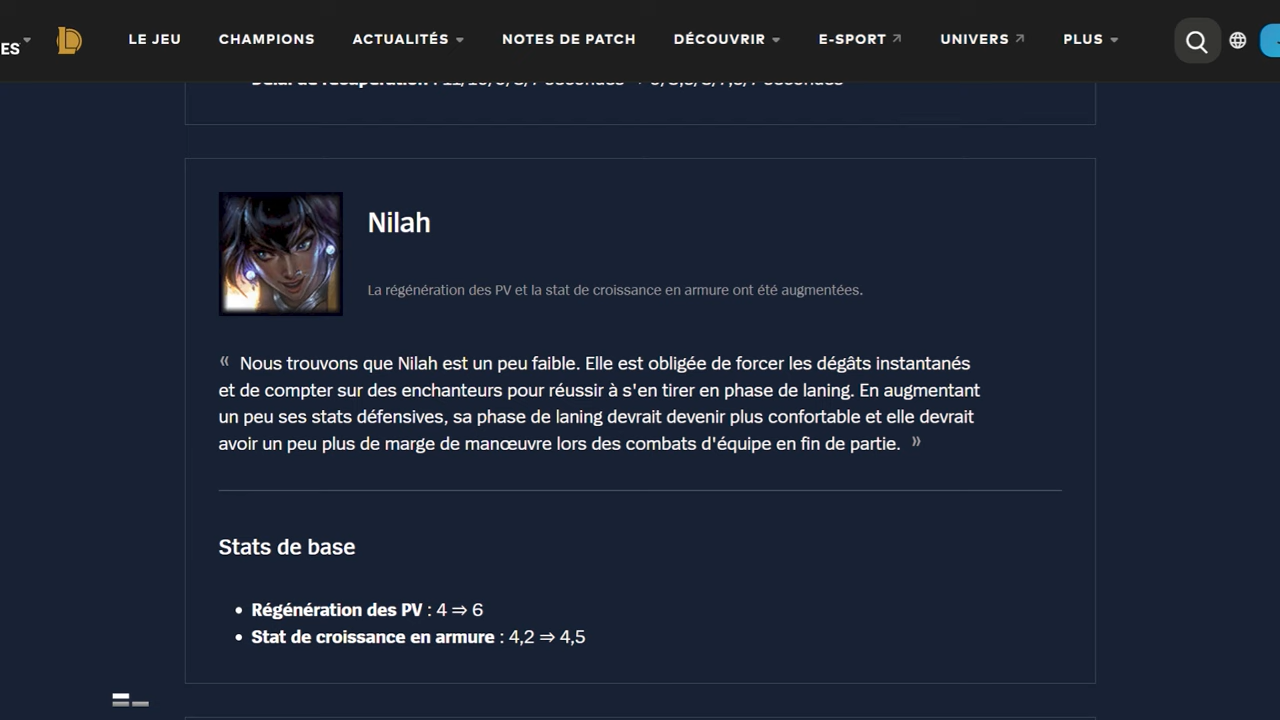 ES
LE JEU CHAMPIONS ACTUALITÉS NOTES DE PATCH DÉCOUVRIR E-SPORT UNIVERS PLUS
Délai de récupération :
Nilah
La régénération des PV et la stat de croissance en armure ont été augmentées.
« Nous trouvons que Nilah est un peu faible. Elle est obligée de forcer les dégâts instantanés
et de compter sur des enchanteurs pour réussir à s'en tirer en phase de laning. En augmentant
un peu ses stats défensives, sa phase de laning devrait devenir plus confortable et elle devrait
avoir un peu plus de marge de manœuvre lors des combats d'équipe en fin de partie. »
Stats de base
• Régénération des PV : 4 ⇒ 6
• Stat de croissance en armure : 4,2 ⇒ 4,5